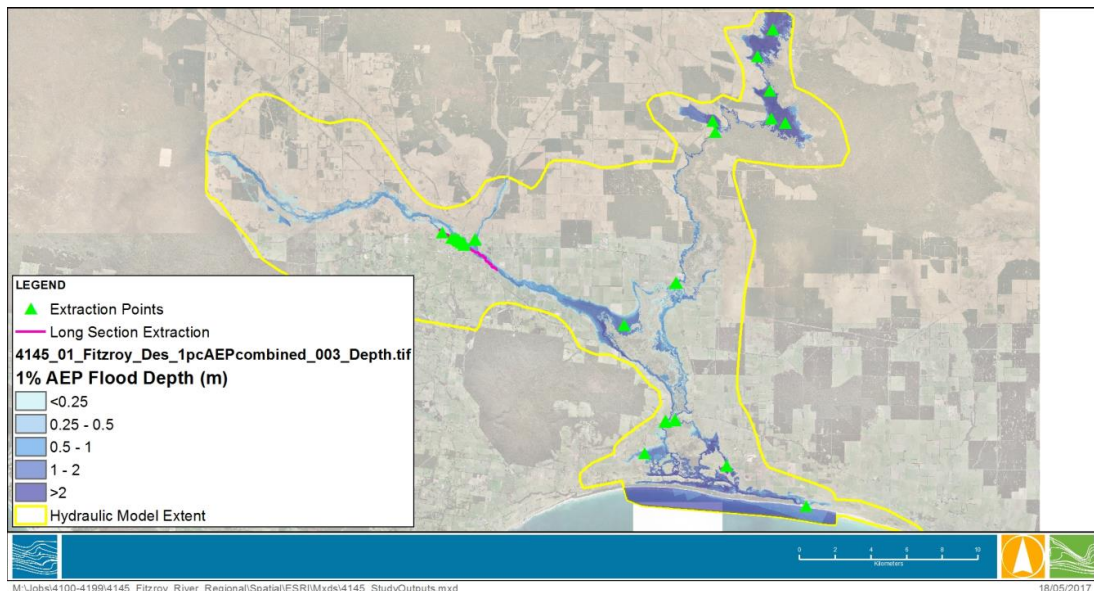 LEGEND
Extraction Points
Long Section Extraction
4145_01_Fitzroy_Des_1pcAEPcombined_003_Depth.tif
1% AEP Flood Depth (m)
<0.25
0.25 - 0.5
0.5 - 1
1 - 2
>2
Hydraulic Model Extent
0 2 4 6 8 10
Kilometers
M:\Jobs\4100-4199\4145_Fitzroy_River_Regional\Spatial\ESRI\Mxds\4145_StudyOutputs.mxd
18/05/2017